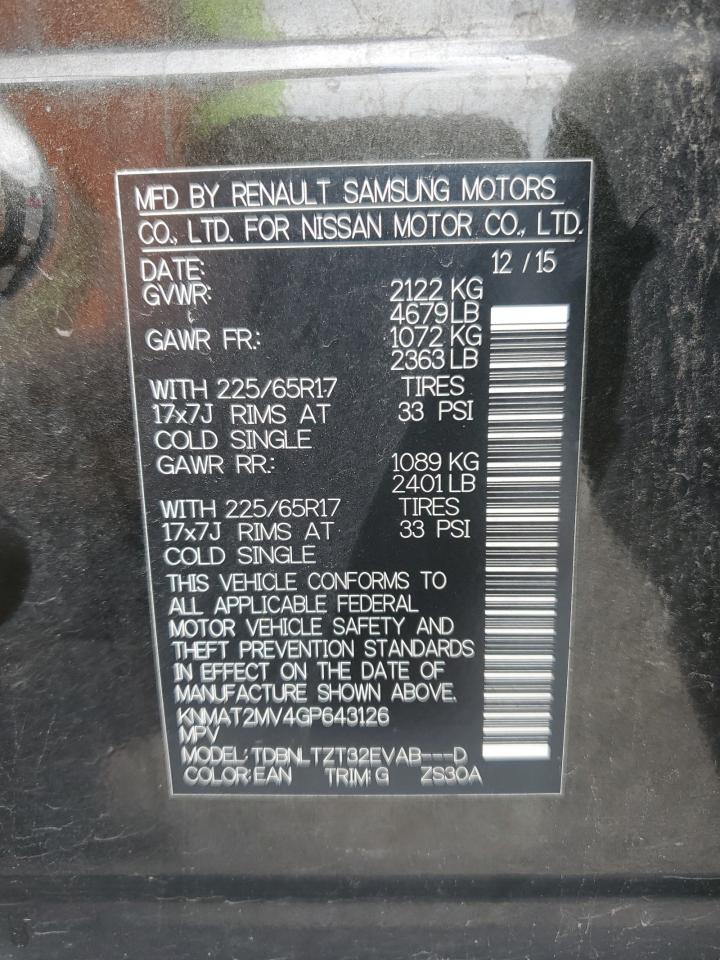 MFD BY RENAULT SAMSUNG MOTORS
CO., LTD. FOR NISSAN MOTOR CO., LTD.
DATE: 12 / 15
GVWR: 2122 KG
4679 LB
GAWR FR.: 1072 KG
2363 LB
WITH 225/65R17 TIRES
17x7J RIMS AT 33 PSI
COLD SINGLE
GAWR RR.: 1089 KG
2401 LB
WITH 225/65R17 TIRES
17x7J RIMS AT 33 PSI
COLD SINGLE
THIS VEHICLE CONFORMS TO
ALL APPLICABLE FEDERAL
MOTOR VEHICLE SAFETY AND
THEFT PREVENTION STANDARDS
IN EFFECT ON THE DATE OF
MANUFACTURE SHOWN ABOVE.
KNMAT2MV4GP643126
MPV
MODEL: TDBNLTZT32EVAB---D
COLOR: EAN TRIM: G ZS30A